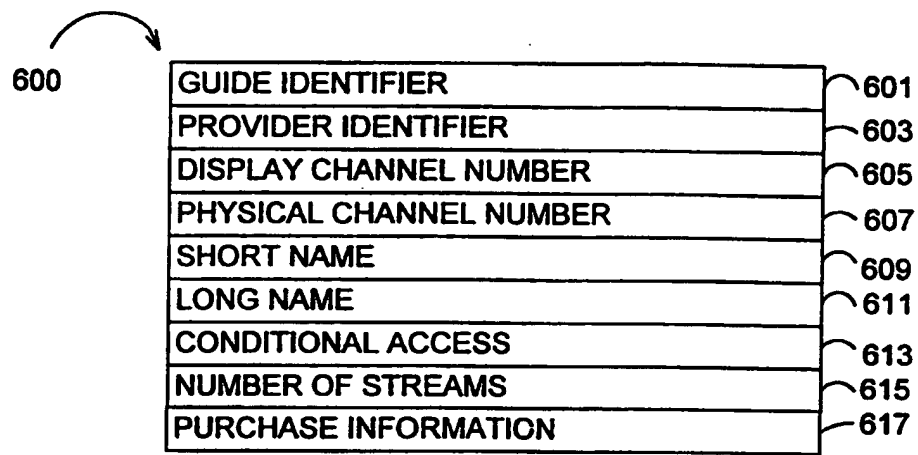 600
GUIDE IDENTIFIER 601
PROVIDER IDENTIFIER 603
DISPLAY CHANNEL NUMBER 605
PHYSICAL CHANNEL NUMBER 607
SHORT NAME 609
LONG NAME 611
CONDITIONAL ACCESS 613
NUMBER OF STREAMS 615
PURCHASE INFORMATION 617